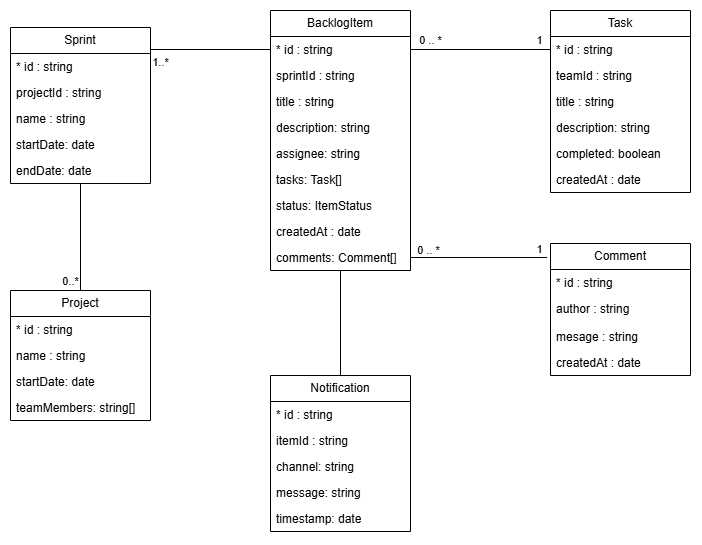 Sprint
* id : string
projectId : string
name : string
startDate: date
endDate: date
1..*
0..*
Project
* id : string
name : string
startDate: date
teamMembers: string[]
BacklogItem
* id : string
sprintId : string
title : string
description: string
assignee: string
tasks: Task[]
status: ItemStatus
createdAt : date
comments: Comment[]
0 .. *
1
0 .. *
1
Task
* id : string
teamId : string
title : string
description: string
completed: boolean
createdAt : date
Comment
* id : string
author : string
mesage : string
createdAt : date
Notification
* id : string
itemId : string
channel: string
message: string
timestamp: date